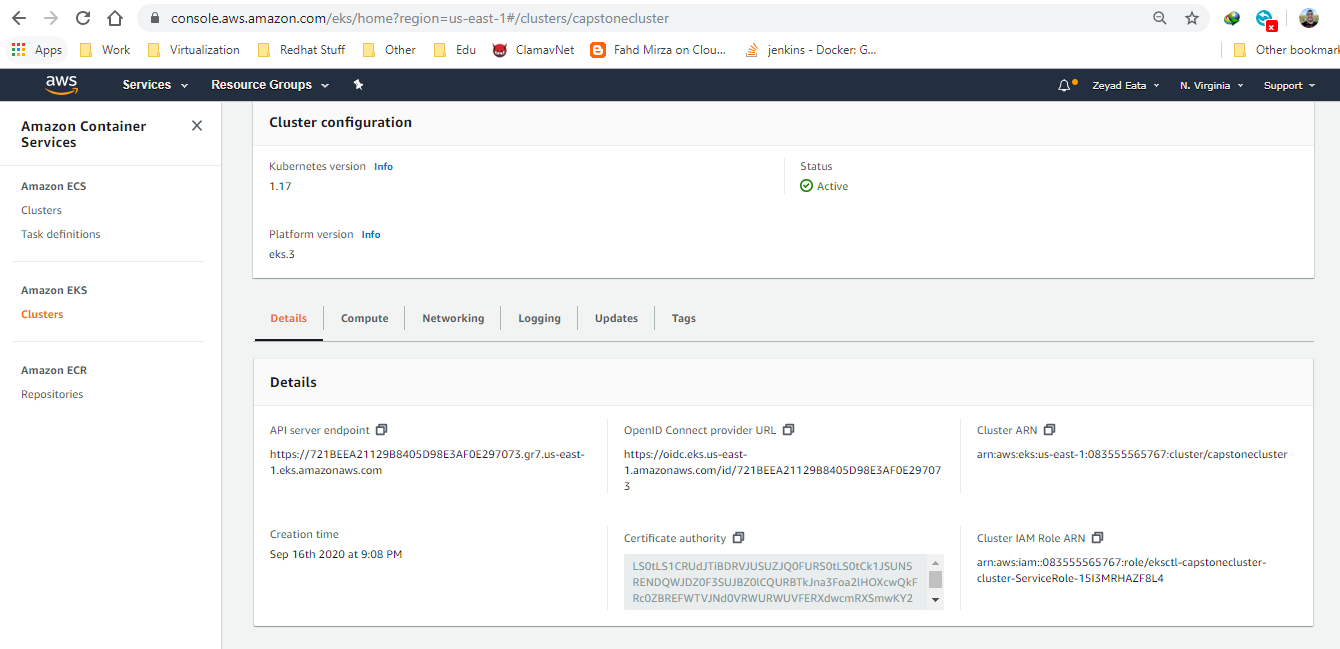 console.aws.amazon.com/eks/home?region=us-east-1#/clusters/capstonecluster
Apps Work Virtualization Redhat Stuff Other Edu ClamavNet Fahd Mirza on Clou... jenkins - Docker: G... Other bookmark
aws Services Resource Groups Zeyad Eata N. Virginia Support
Amazon Container
Services
Amazon ECS
Clusters
Task definitions
Amazon EKS
Clusters
Amazon ECR
Repositories
Cluster configuration
Kubernetes version Info
1.17
Status
Active
Platform version Info
eks.3
Details Compute Networking Logging Updates Tags
Details
API server endpoint
https://721BEEA21129B8405D98E3AF0E297073.gr7.us-east-
1.eks.amazonaws.com
OpenID Connect provider URL
https://oidc.eks.us-east-
1.amazonaws.com/id/721BEEA21129B8405D98E3AF0E29707
3
Cluster ARN
arn:aws:eks:us-east-1:083555565767:cluster/capstonecluster
Creation time
Sep 16th 2020 at 9:08 PM
Certificate authority
LS0tLS1CRUdJTiBDRVJUSUZJQ0FURS0tLS0tCk1JSUN5
RENDQWJDZ0F3SUJBZ0lCQURBTkJna3Foa2lHOXcwQkF
Rc0ZBREFWTVJNd0VRWURWUVFERXdwcmRXSmwKY2
Cluster IAM Role ARN
arn:aws:iam::083555565767:role/eksctl-capstonecluster-
cluster-ServiceRole-15I3MRHAZF8L4